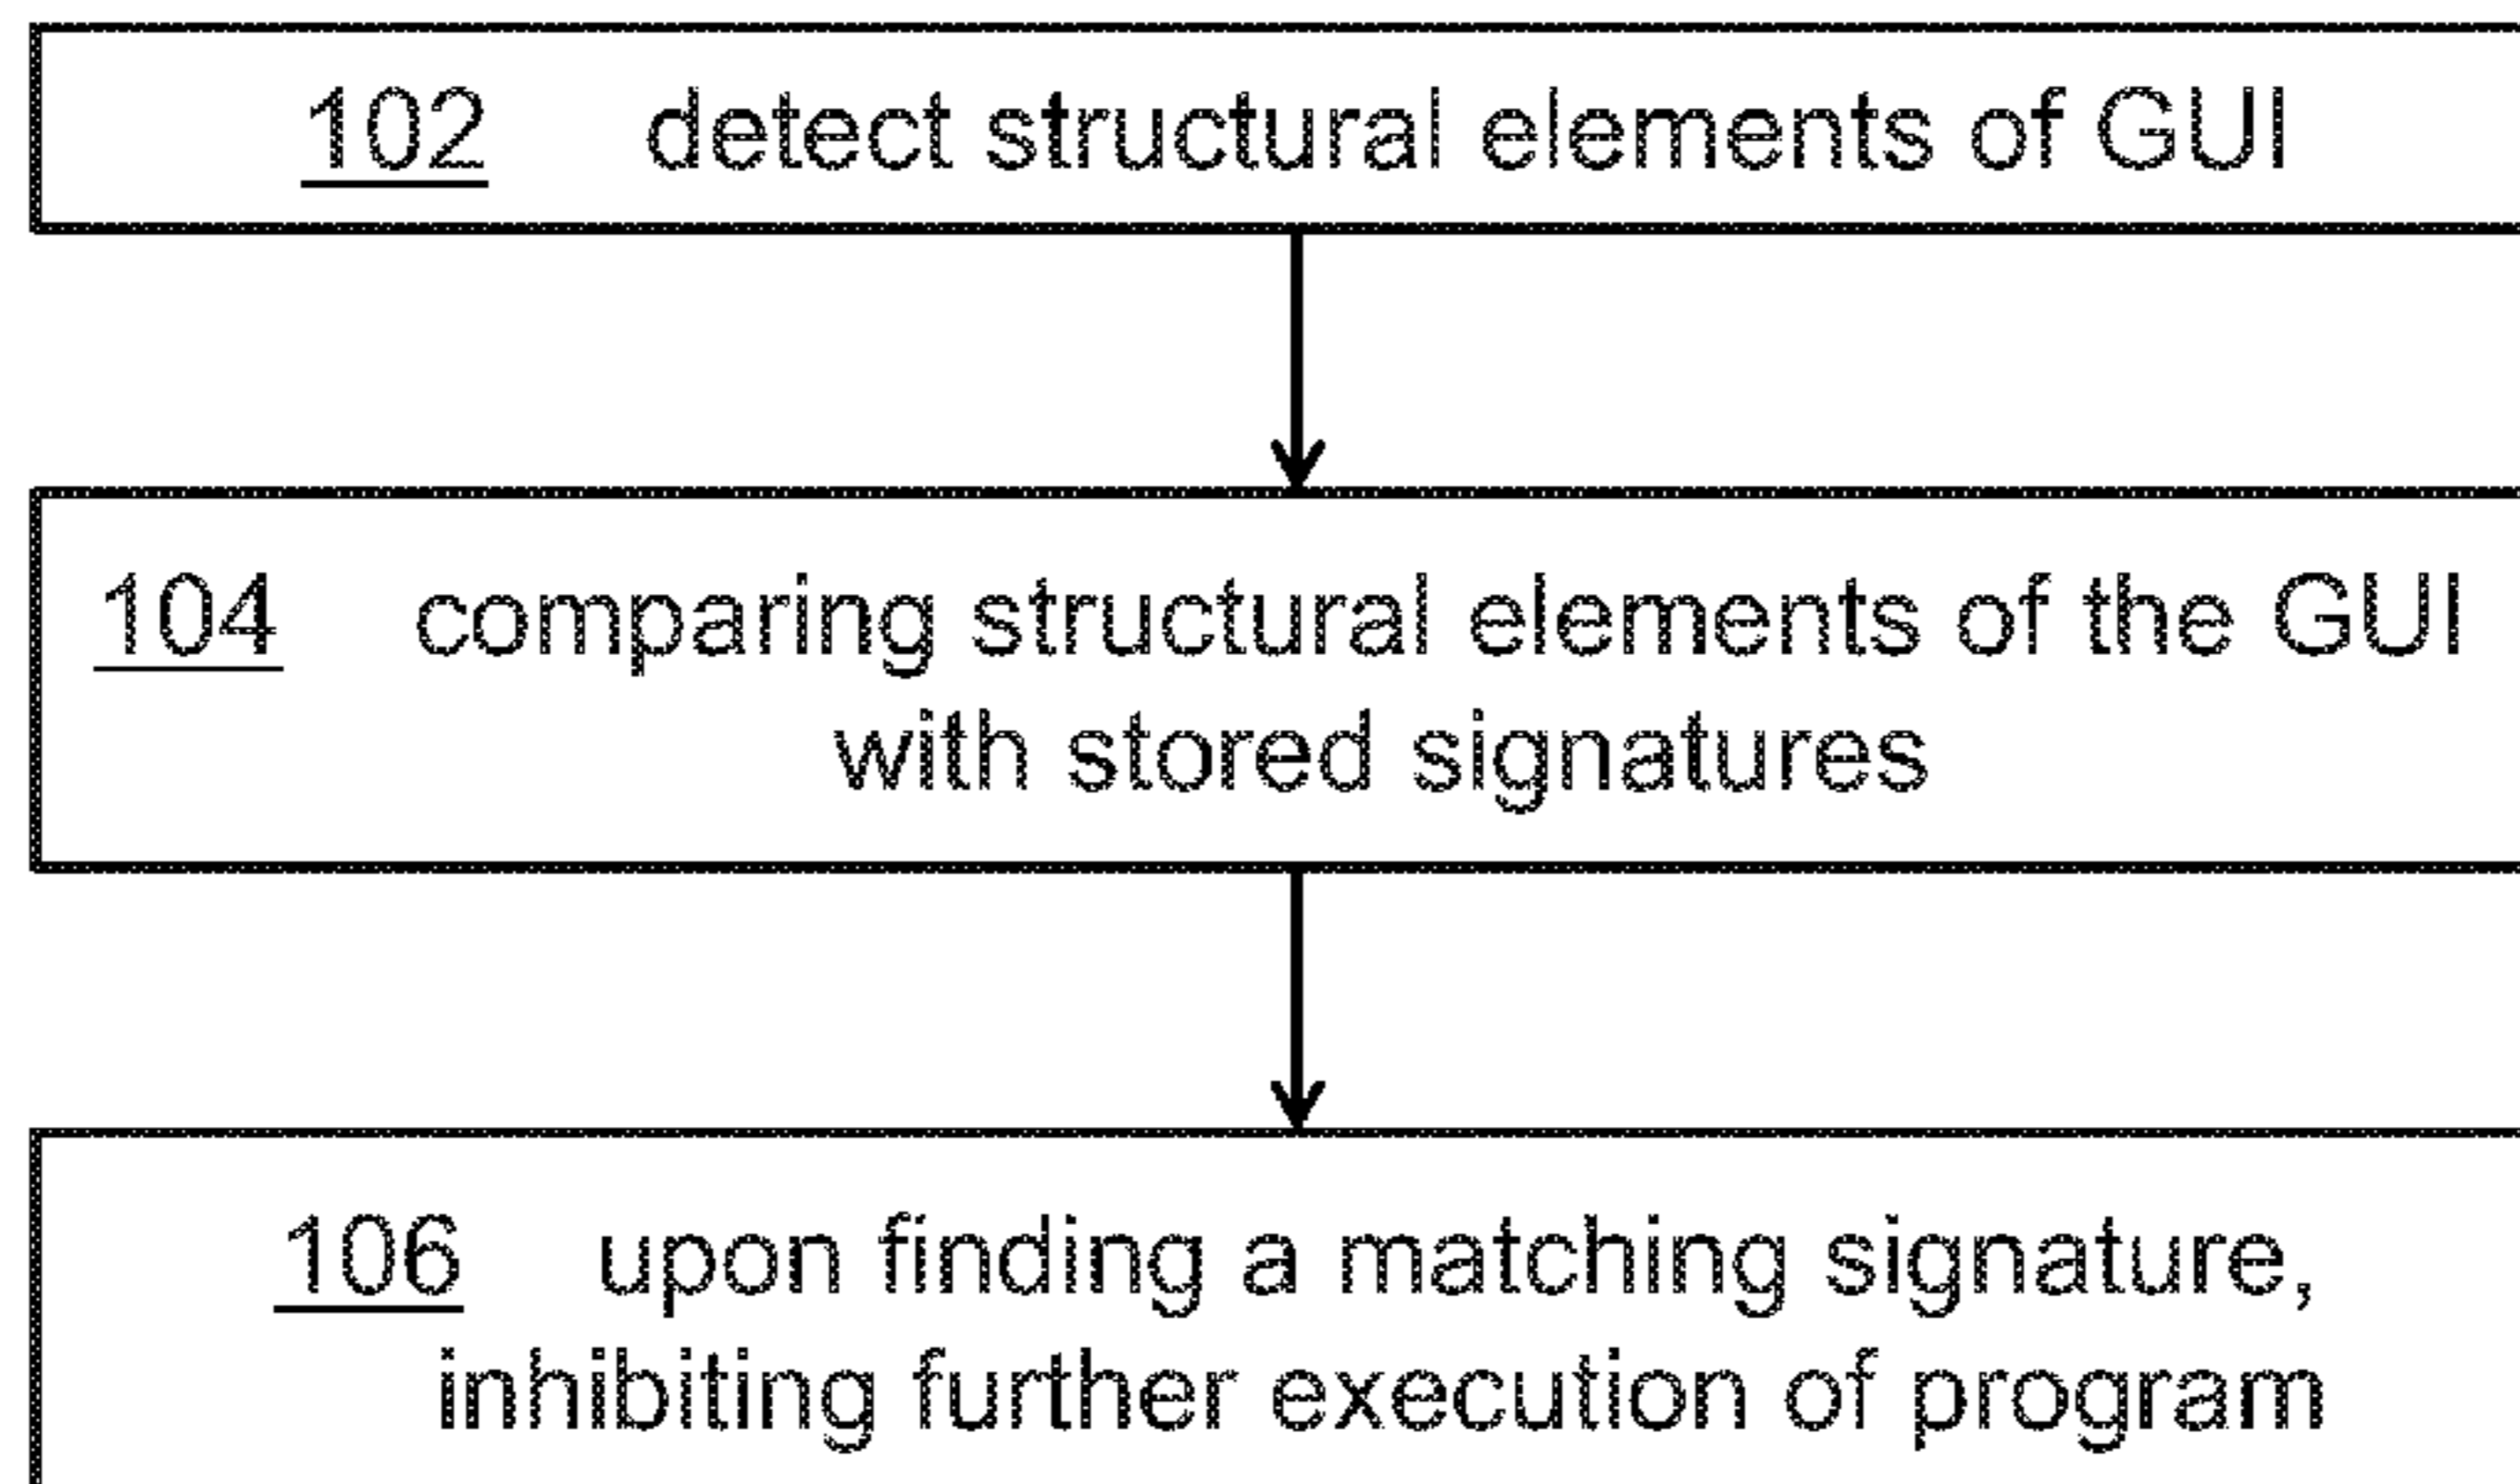 102 detect structural elements of GUI
104 comparing structural elements of the GUI
with stored signatures
106 upon finding a matching signature,
inhibiting further execution of program